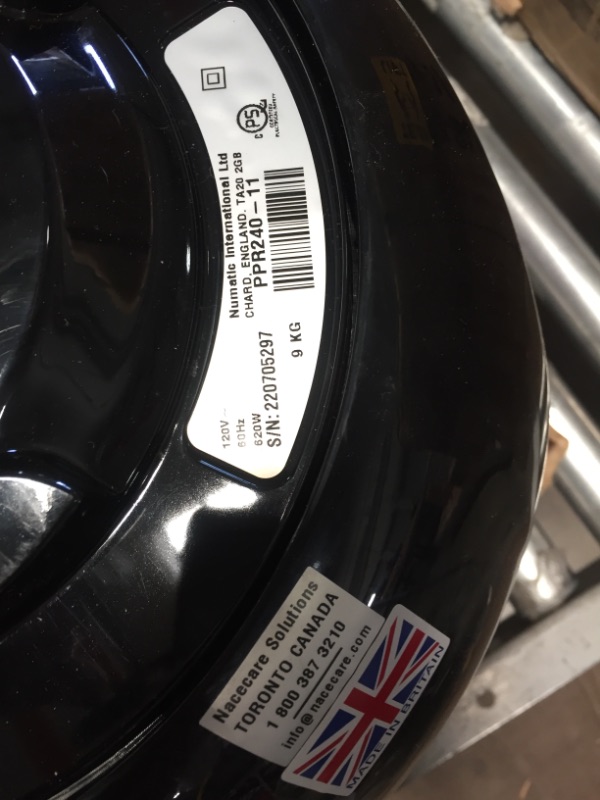 Numatic International Ltd
CHARD, ENGLAND. TA20 2GB
PPR240-11
120V~
60Hz
620W
S/N: 220705297
9 KG
c PS
Nacecare Solutions
TORONTO CANADA
1 800 387 3210
info@nacecare.com
MADE IN BRITAIN